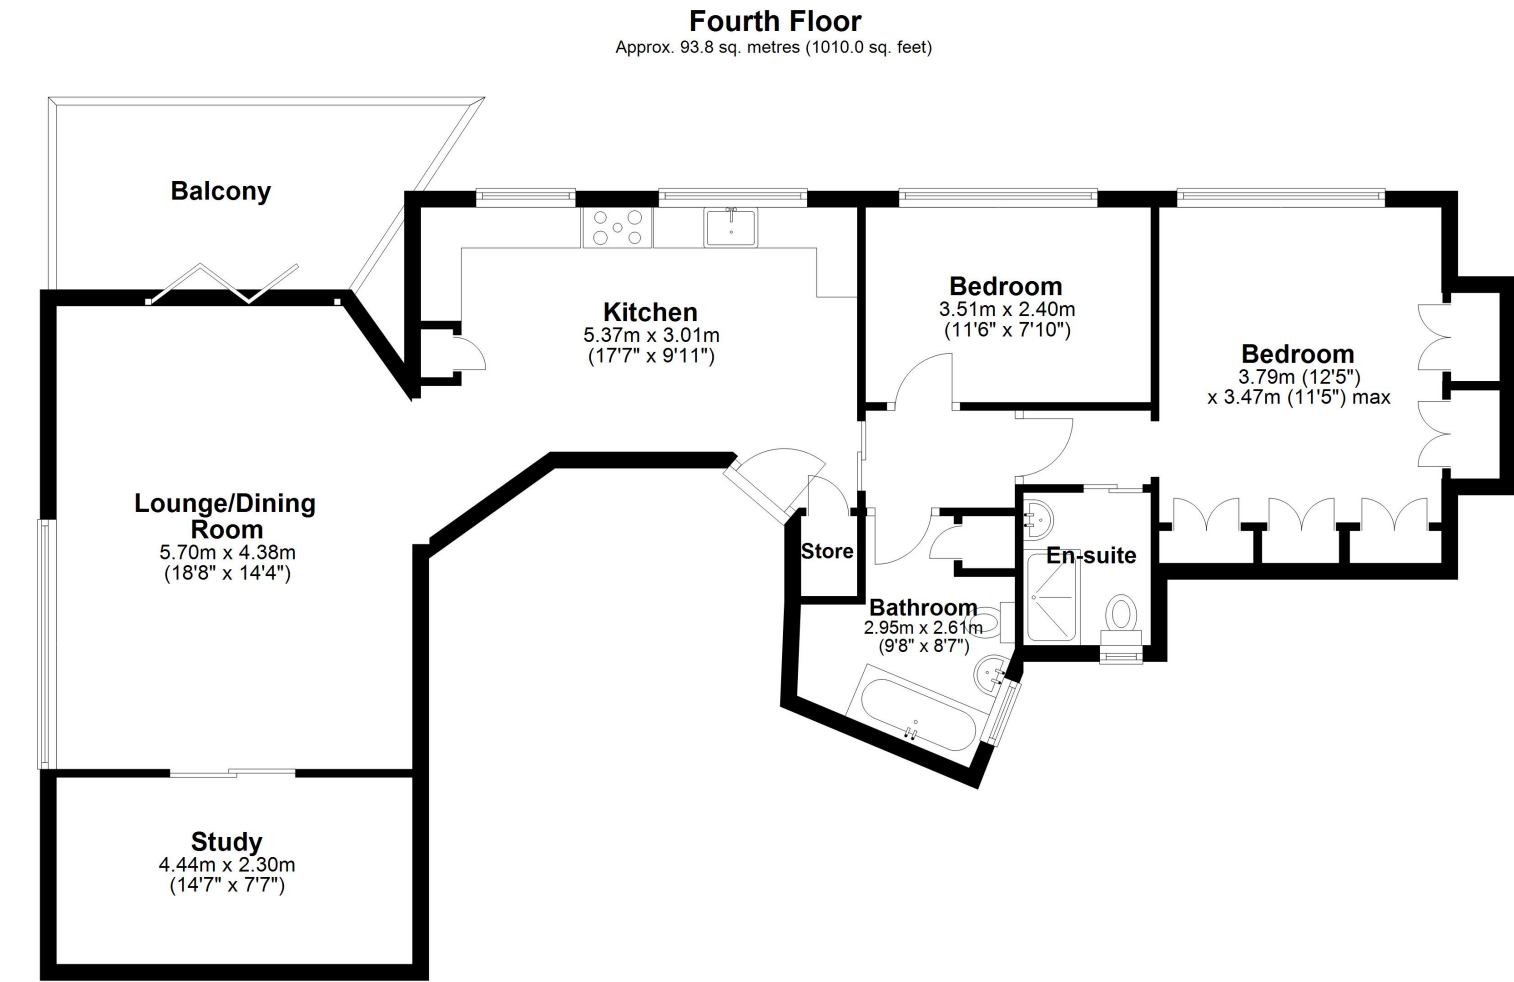 Fourth Floor
Approx. 93.8 sq. metres (1010.0 sq. feet)
Balcony
Kitchen
5.37m x 3.01m
(17'7" x 9'11")
Bedroom
3.51m x 2.40m
(11'6" x 7'10")
Bedroom
3.79m (12'5")
x 3.47m (11'5") max
Lounge/Dining
Room
5.70m x 4.38m
(18'8" x 14'4")
Store
En-suite
Bathroom
2.95m x 2.61m
(9'8" x 8'7")
Study
4.44m x 2.30m
(14'7" x 7'7")